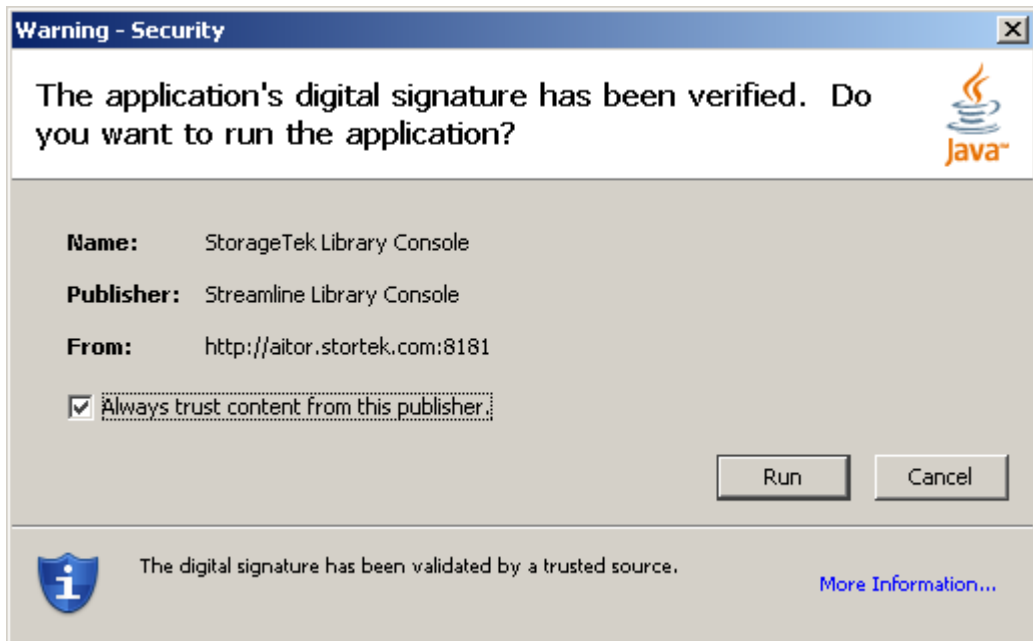 Warning - Security
The application's digital signature has been verified. Do
you want to run the application?
Java™
Name: StorageTek Library Console
Publisher: Streamline Library Console
From: http://aitor.stortek.com:8181
Always trust content from this publisher.
Run Cancel
The digital signature has been validated by a trusted source.
More Information...